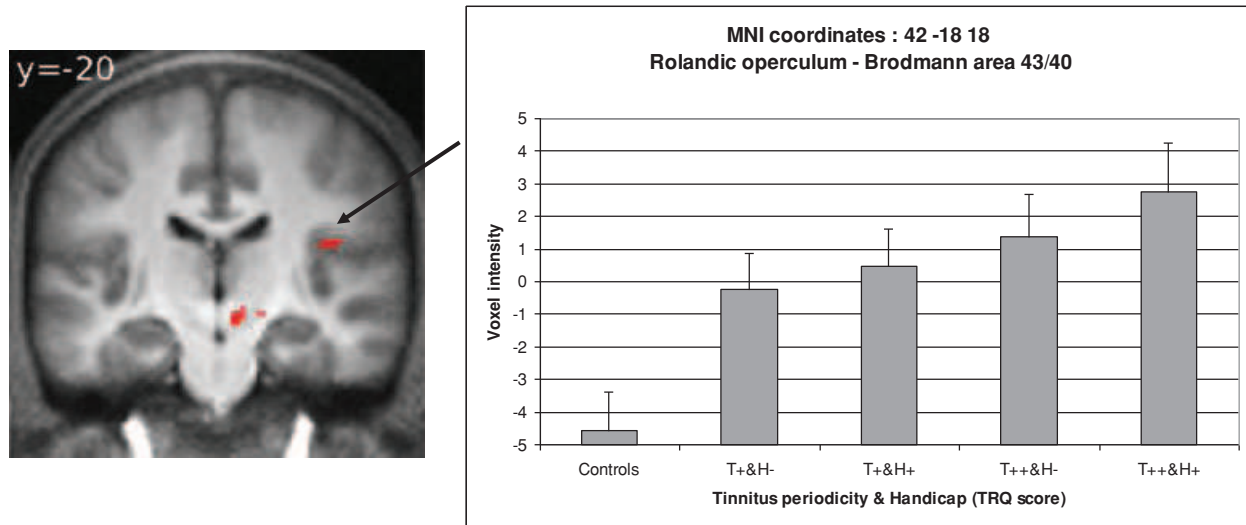 y=-20
MNI coordinates : 42 -18 18
Rolandic operculum - Brodmann area 43/40
Voxel intensity
5
4
3
2
1
0
-1
-2
-3
-4
-5
Controls
T+&H-
T+&H+
T++&H-
T++&H+
Tinnitus periodicity & Handicap (TRQ score)